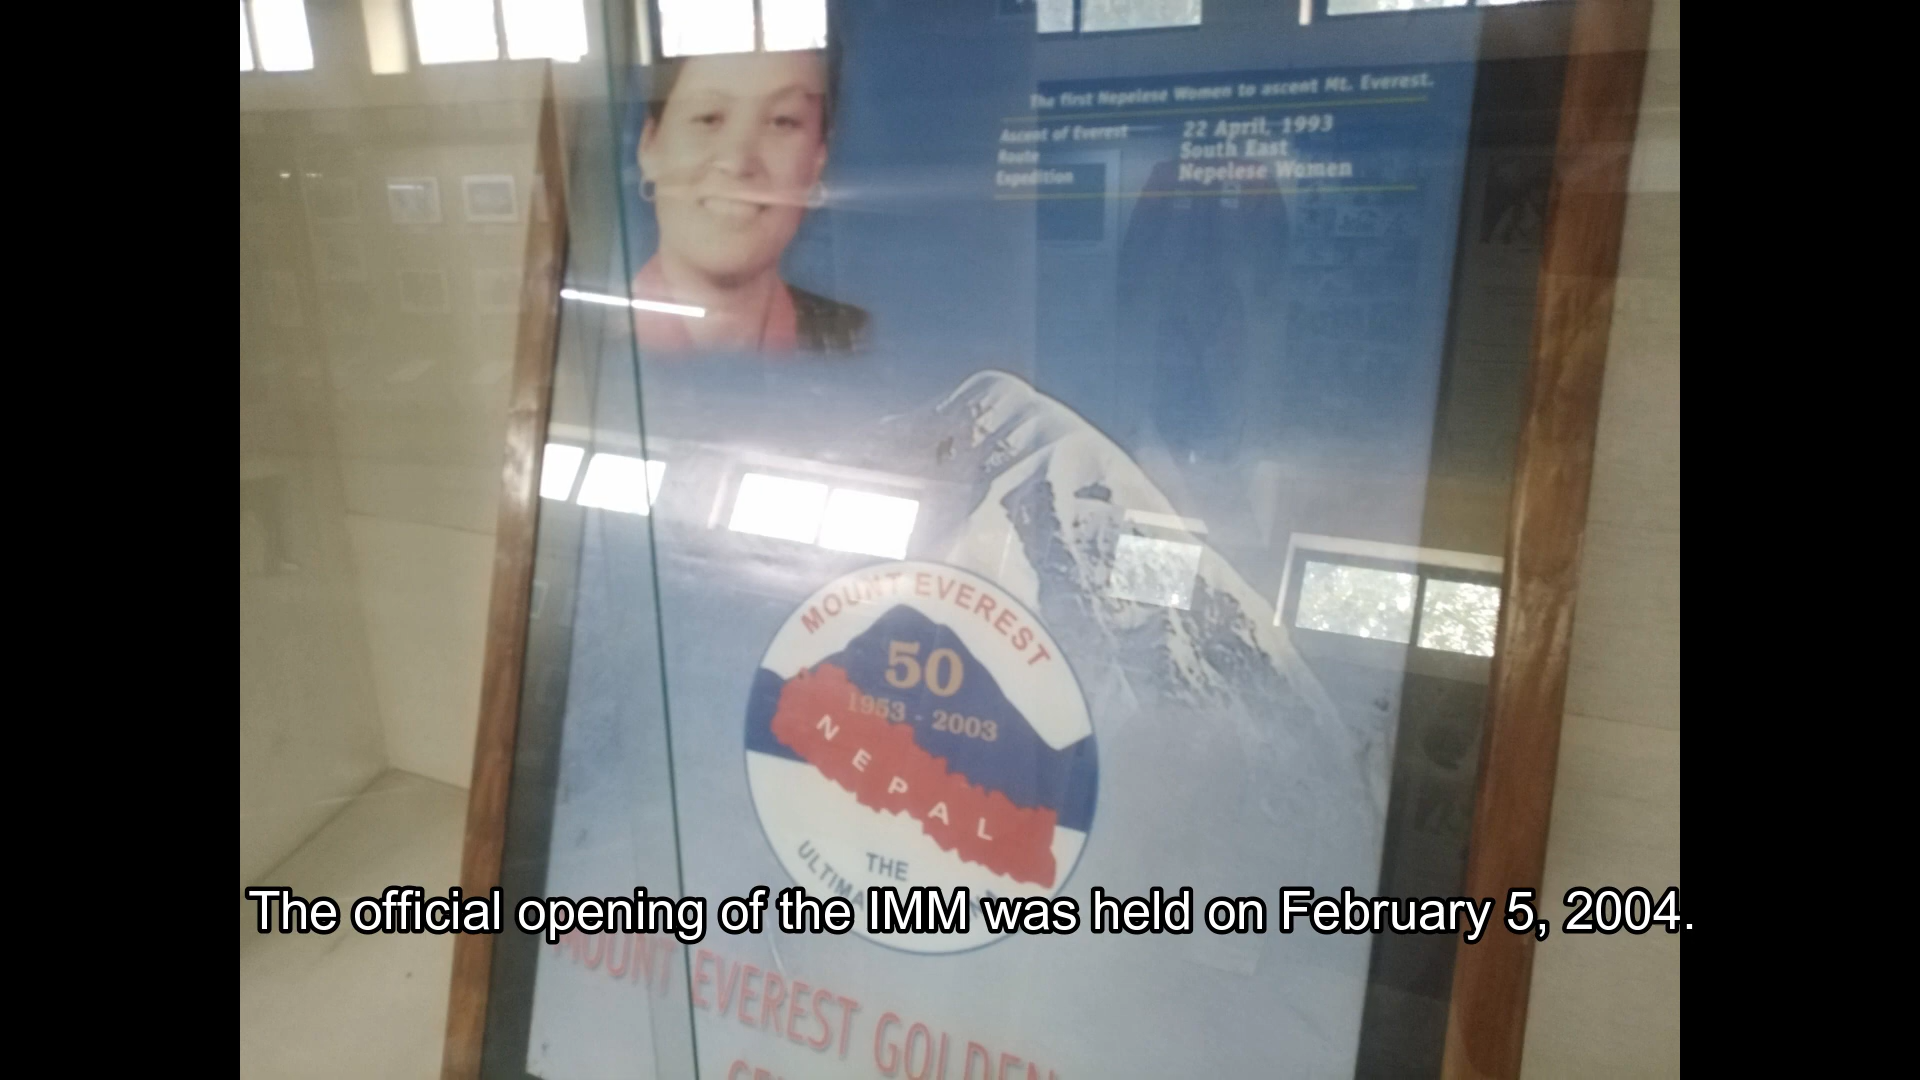 The first Nepelese Women to ascent Mt. Everest.
Ascent of Everest 22 April, 1993
Route South East
Expedition Nepelese Women
MOUNT EVEREST
50
1953 - 2003
NEPAL
THE
The official opening of the IMM was held on February 5, 2004.
MOUNT EVEREST GOLDEN